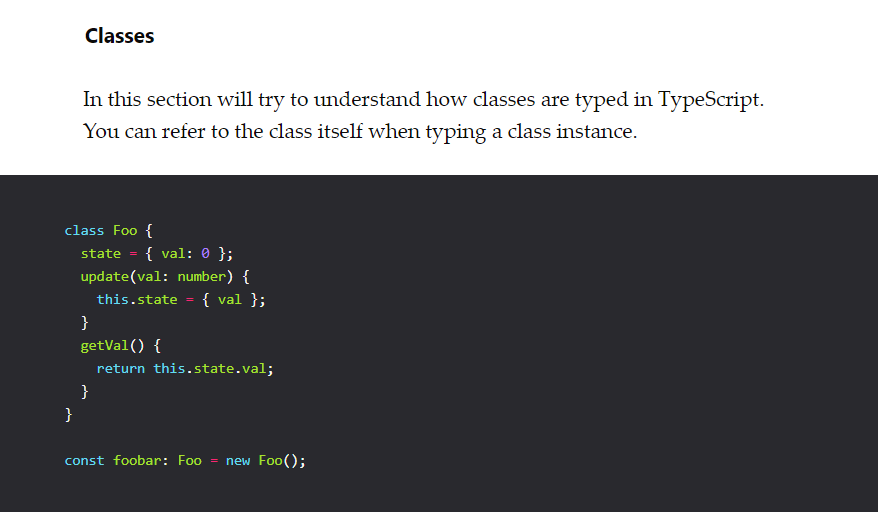 Classes
In this section will try to understand how classes are typed in TypeScript.
You can refer to the class itself when typing a class instance.
class Foo {
  state = { val: 0 };
  update(val: number) {
    this.state = { val };
  }
  getVal() {
    return this.state.val;
  }
}
const foobar: Foo = new Foo();